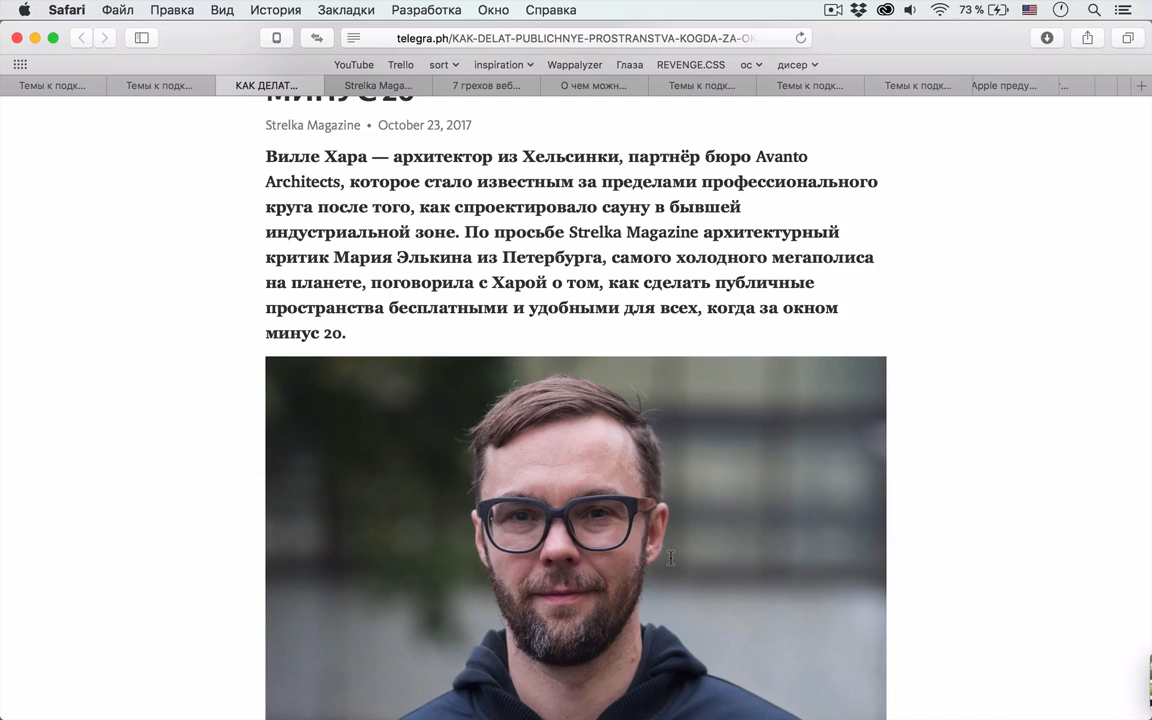 Safari Файл Правка Вид История Закладки Разработка Окно Справка 73 %
telegra.ph/KAK-DELAT-PUBLICHNYE-PROSTRANSTVA-KOGDA-ZA-OK
YouTube Trello sort inspiration Wappalyzer Глаза REVENGE.CSS ос дисер
Темы к подк... Темы к подк... КАК ДЕЛАТ... Strelka Maga... 7 грехов веб... О чем можн... Темы к подк... Темы к подк... Темы к подк... Apple преду...
МИНУС 20
Strelka Magazine • October 23, 2017
Вилле Хара — архитектор из Хельсинки, партнёр бюро Avanto
Architects, которое стало известным за пределами профессионального
круга после того, как спроектировало сауну в бывшей
индустриальной зоне. По просьбе Strelka Magazine архитектурный
критик Мария Элькина из Петербурга, самого холодного мегаполиса
на планете, поговорила с Харой о том, как сделать публичные
пространства бесплатными и удобными для всех, когда за окном
минус 20.